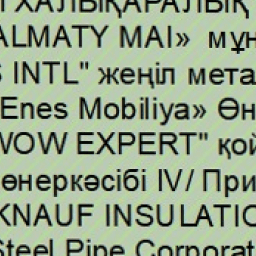 ХАЛЫҚАРАЛЫҚ
ALMATY MAI» мұн
INTL" жеңіл мета
Enes Mobiliya» Өн
WOW EXPERT" қой
өнеркәсібі IV/ При
KNAUF INSULATIO
Steel Pipe Corporat